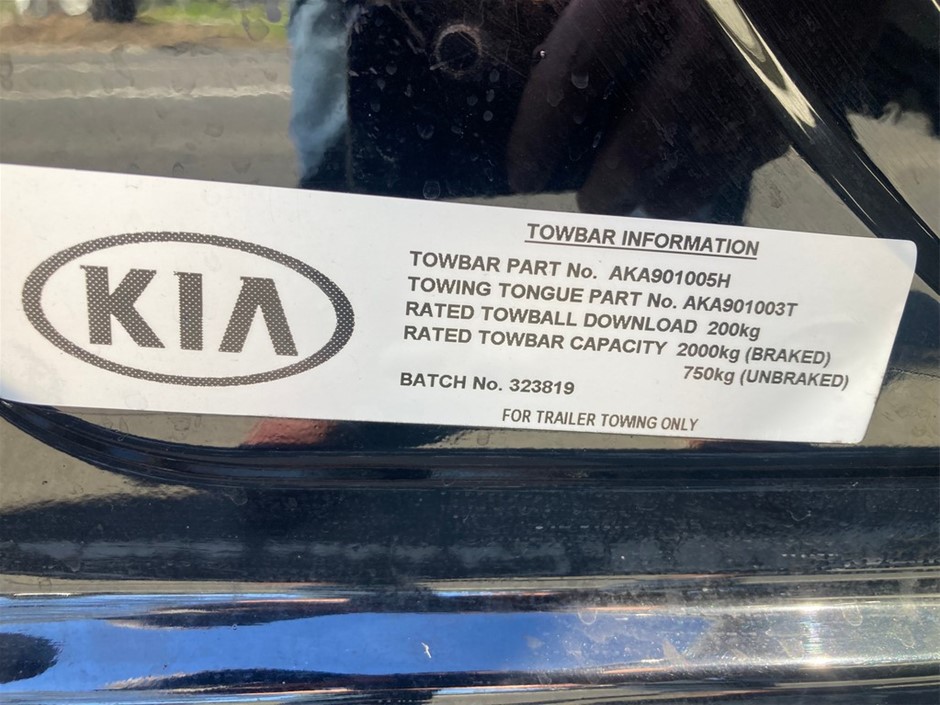 KIA
TOWBAR INFORMATION
TOWBAR PART No. AKA901005H
TOWING TONGUE PART No. AKA901003T
RATED TOWBALL DOWNLOAD 200kg
RATED TOWBAR CAPACITY 2000kg (BRAKED)
750kg (UNBRAKED)
BATCH No. 323819
FOR TRAILER TOWING ONLY